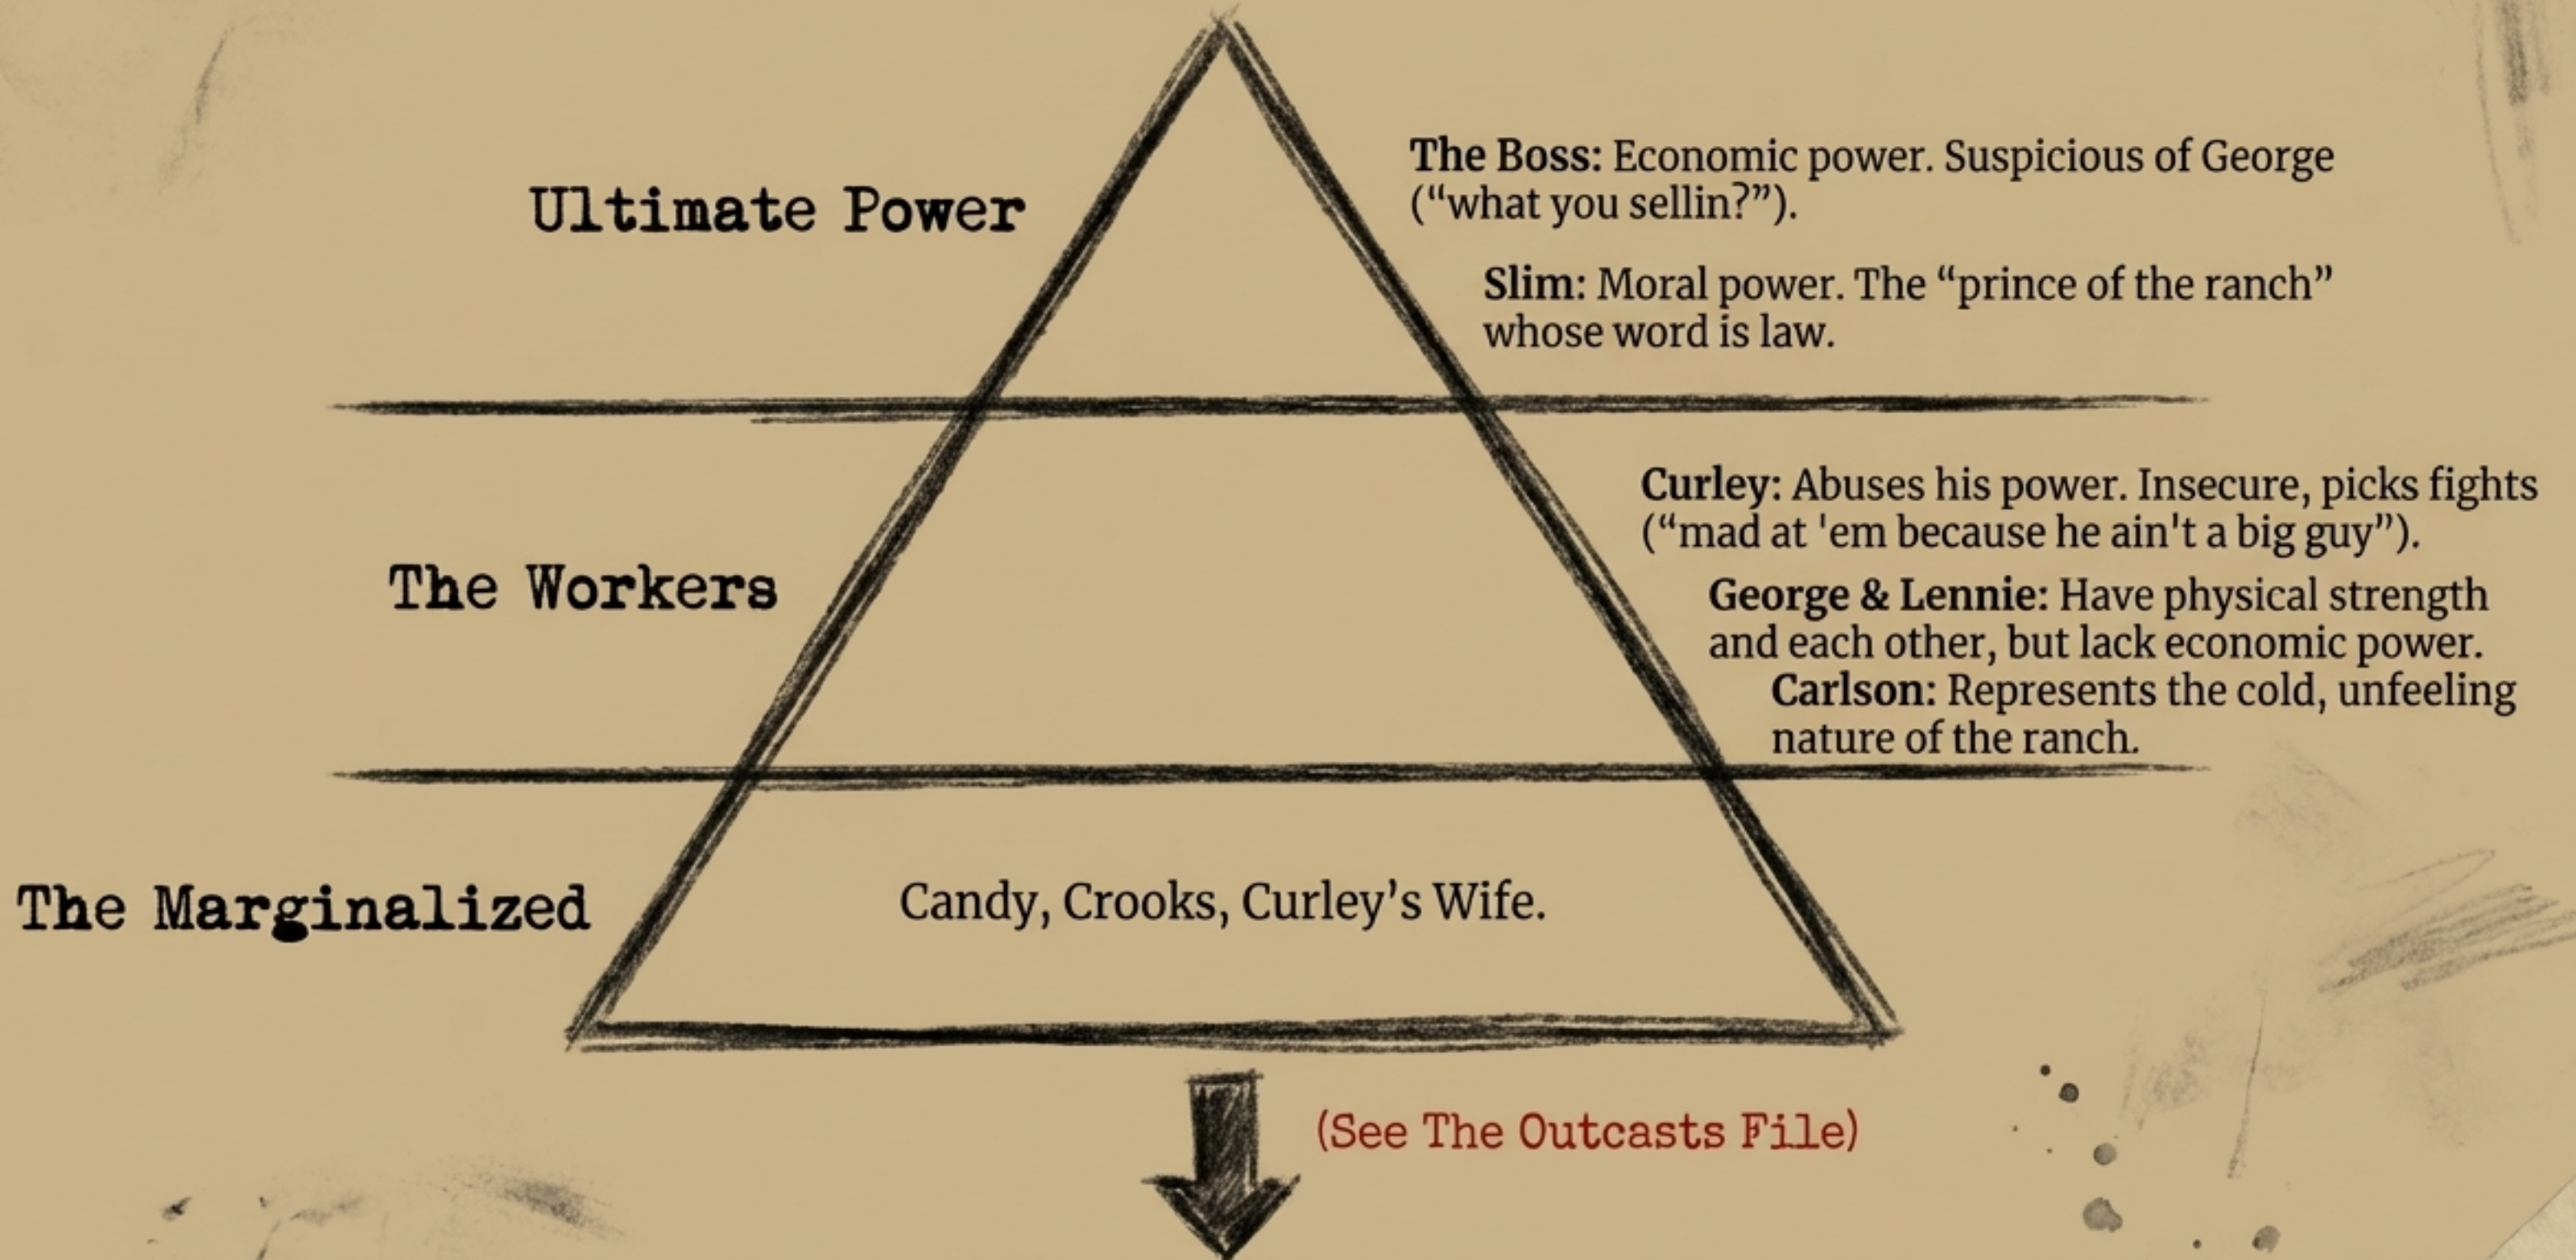 Ultimate Power
The Boss: Economic power. Suspicious of George
(“what you sellin?”).
Slim: Moral power. The “prince of the ranch”
whose word is law.
The Workers
Curley: Abuses his power. Insecure, picks fights
(“mad at 'em because he ain't a big guy”).
George & Lennie: Have physical strength
and each other, but lack economic power.
Carlson: Represents the cold, unfeeling
nature of the ranch.
The Marginalized
Candy, Crooks, Curley’s Wife.
(See The Outcasts File)